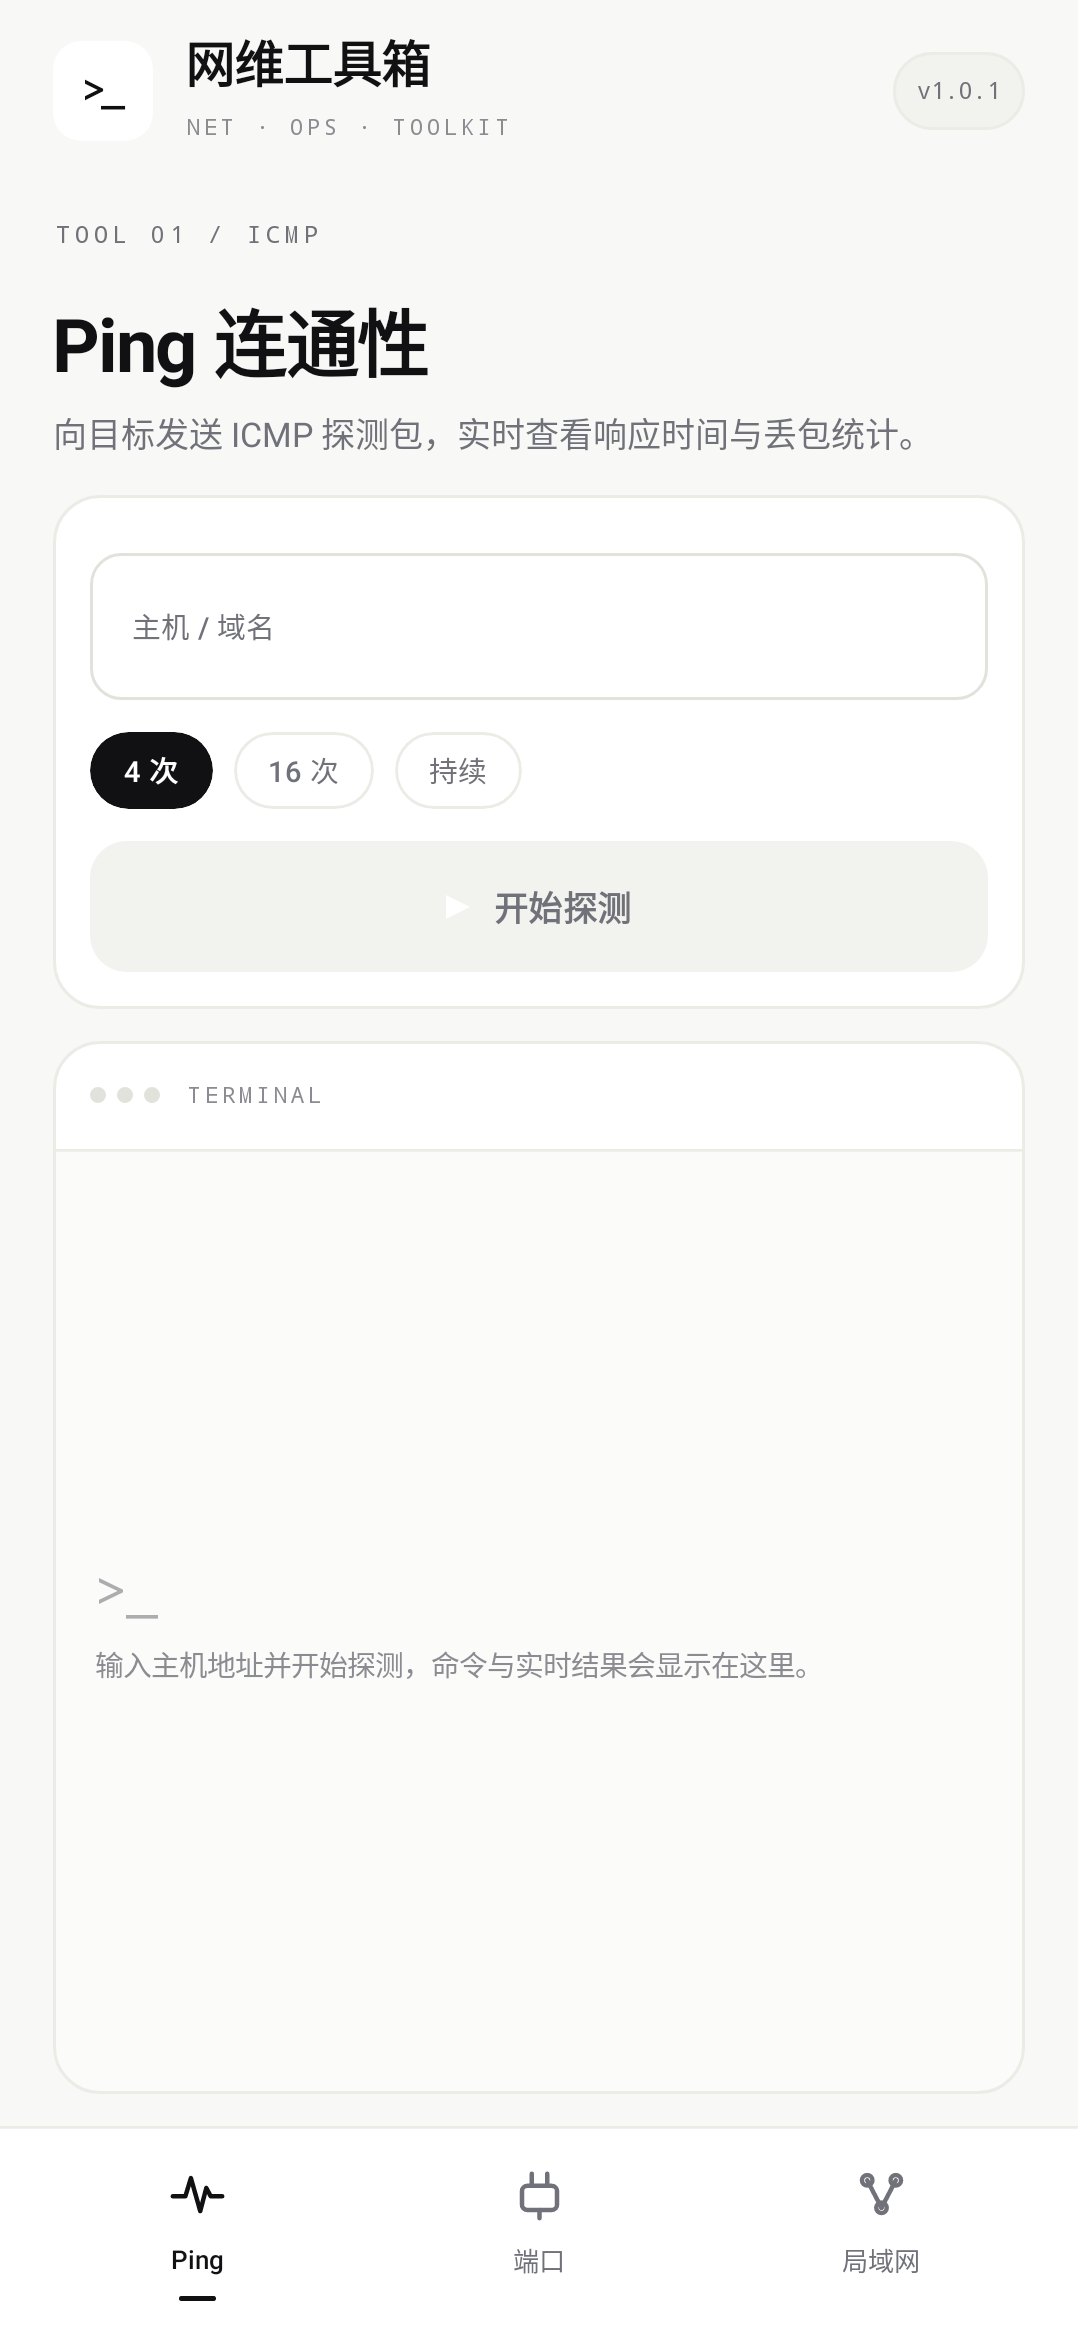 >_
网维工具箱
NET · OPS · TOOLKIT
v1.0.1
TOOL 01 / ICMP
Ping 连通性
向目标发送 ICMP 探测包，实时查看响应时间与丢包统计。
主机 / 域名
4 次
16 次
持续
开始探测
TERMINAL
>_
输入主机地址并开始探测，命令与实时结果会显示在这里。
Ping
端口
局域网